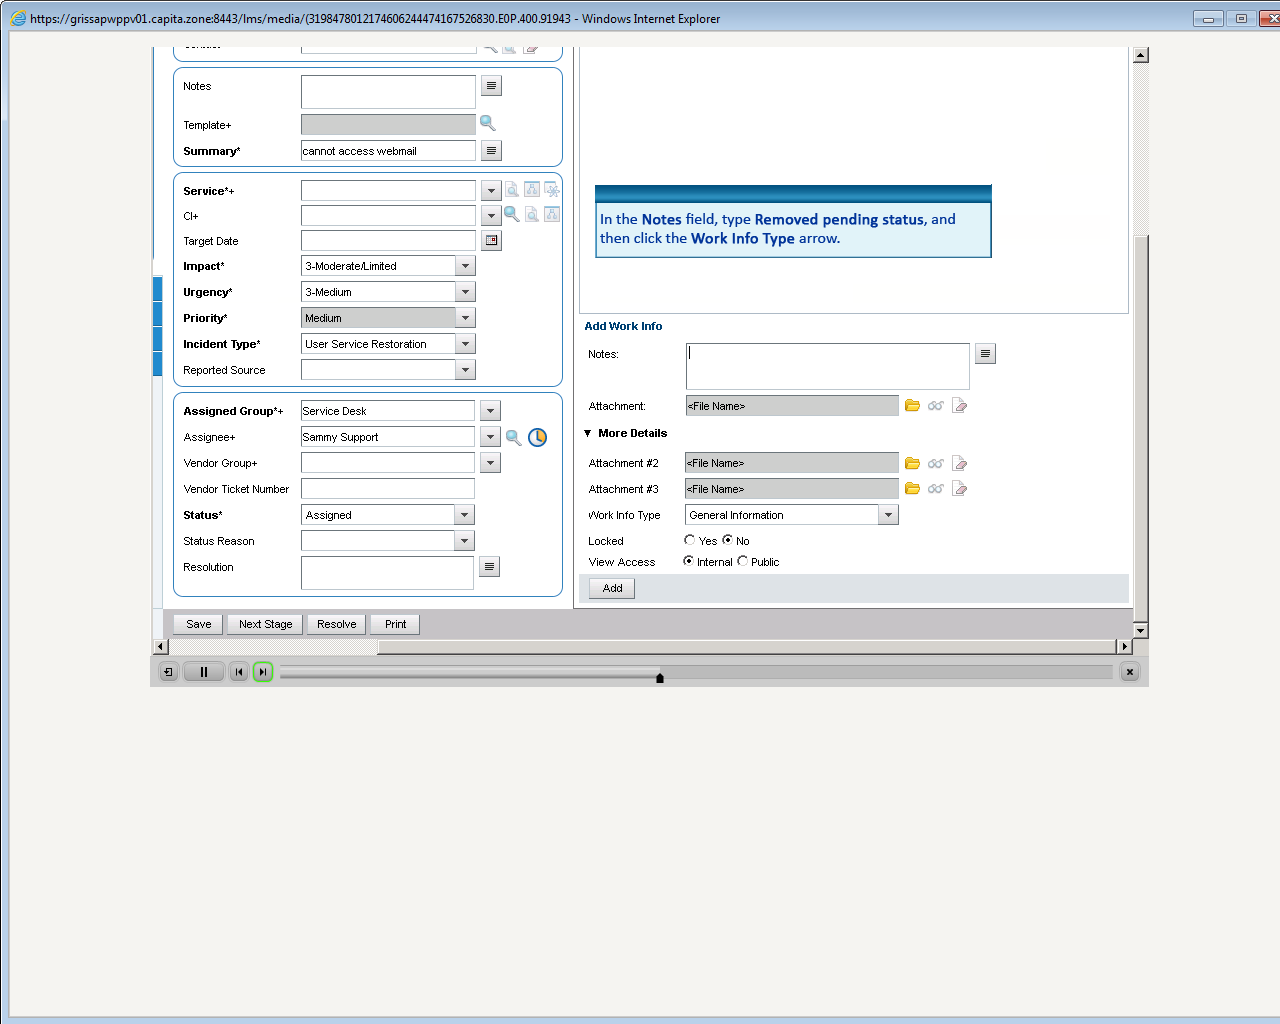 https://grissapwppv01.capita.zone:8443/lms/media/(3198478012174606244474167526830.E0P.400.91943 - Windows Internet Explorer
Notes
Template+
Summary* cannot access webmail
Service*+
CI+
Target Date
Impact* 3-Moderate/Limited
Urgency* 3-Medium
Priority* Medium
Incident Type* User Service Restoration
Reported Source
Assigned Group*+ Service Desk
Assignee+ Sammy Support
Vendor Group+
Vendor Ticket Number
Status* Assigned
Status Reason
Resolution
Save Next Stage Resolve Print
In the Notes field, type Removed pending status, and
then click the Work Info Type arrow.
Add Work Info
Notes:
Attachment: <File Name>
More Details
Attachment #2 <File Name>
Attachment #3 <File Name>
Work Info Type General Information
Locked Yes No
View Access Internal Public
Add